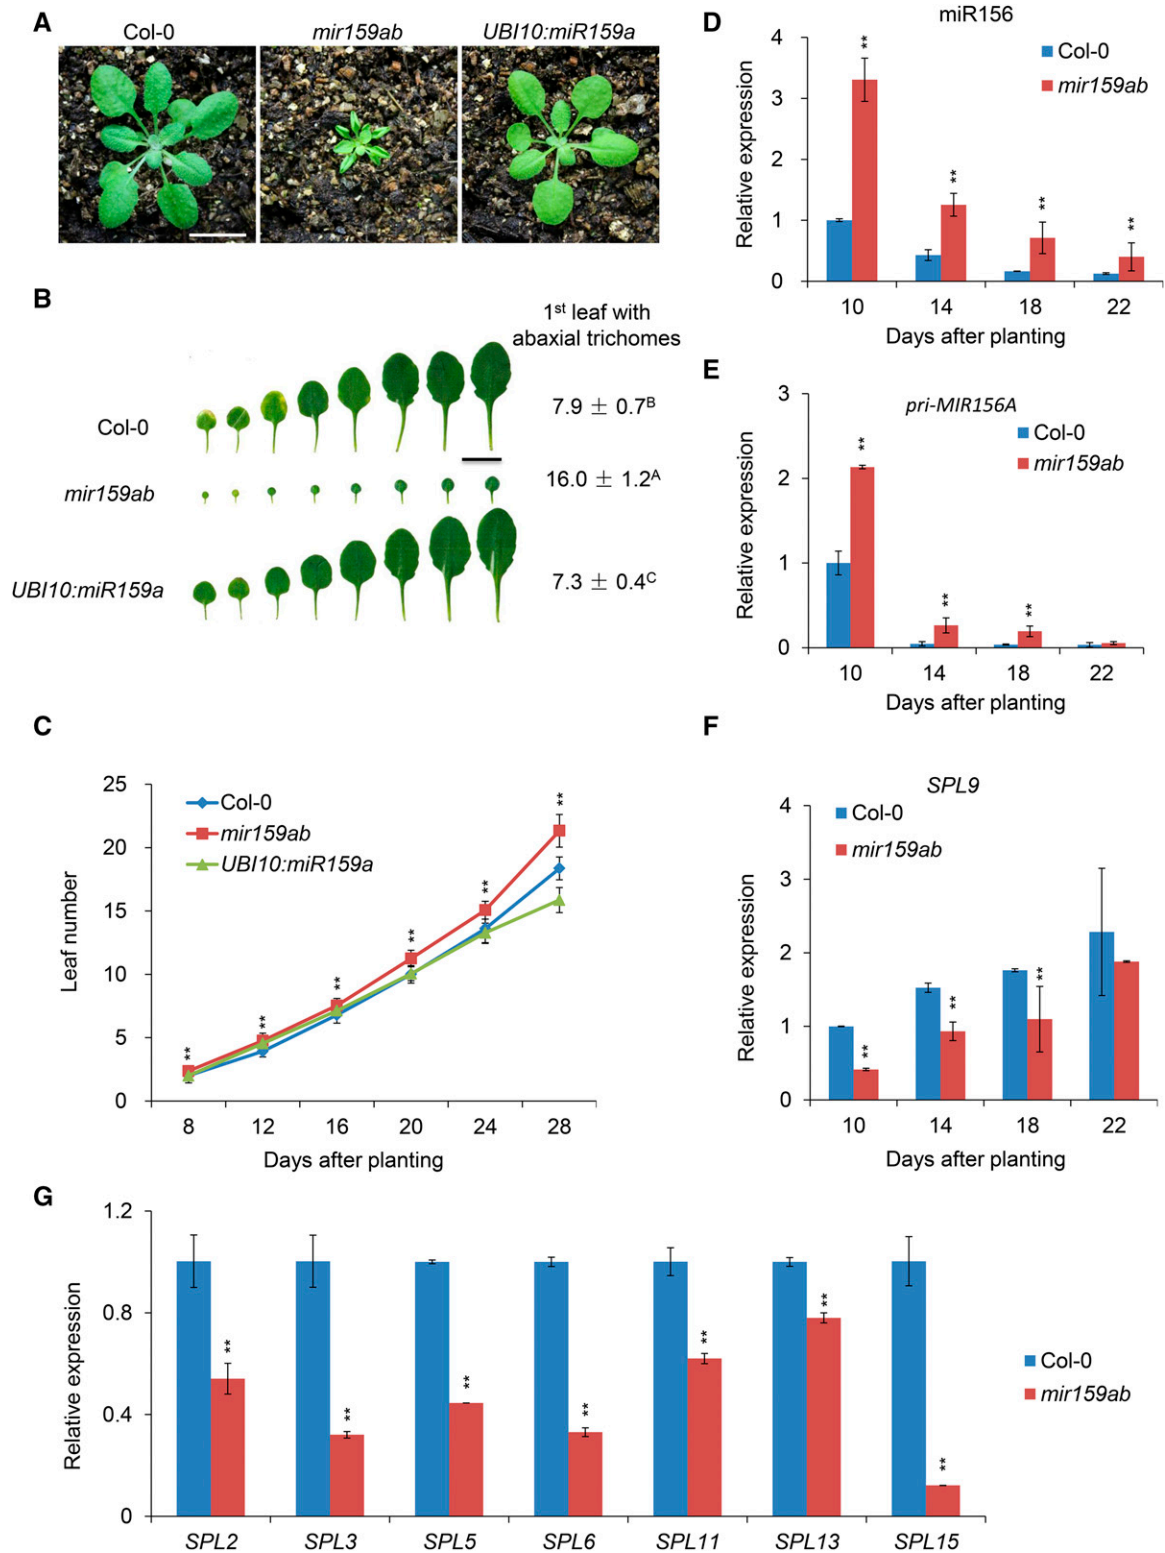 A
Col-0
mir159ab
UBI10:miR159a
B
1st leaf with
abaxial trichomes
Col-0
7.9 ± 0.7B
mir159ab
16.0 ± 1.2A
UBI10:miR159a
7.3 ± 0.4C
C
25
20
15
10
5
0
Leaf number
Col-0
mir159ab
UBI10:miR159a
** ** ** ** ** **
8 12 16 20 24 28
Days after planting
D
miR156
4
3
2
1
0
Relative expression
Col-0
mir159ab
** ** ** **
10 14 18 22
Days after planting
E
pri-MIR156A
3
2
1
0
Relative expression
Col-0
mir159ab
** ** **
10 14 18 22
Days after planting
F
SPL9
4
3
2
1
0
Relative expression
Col-0
mir159ab
** ** **
10 14 18 22
Days after planting
G
1.2
0.8
0.4
0
Relative expression
** ** ** ** ** ** **
Col-0
mir159ab
SPL2 SPL3 SPL5 SPL6 SPL11 SPL13 SPL15